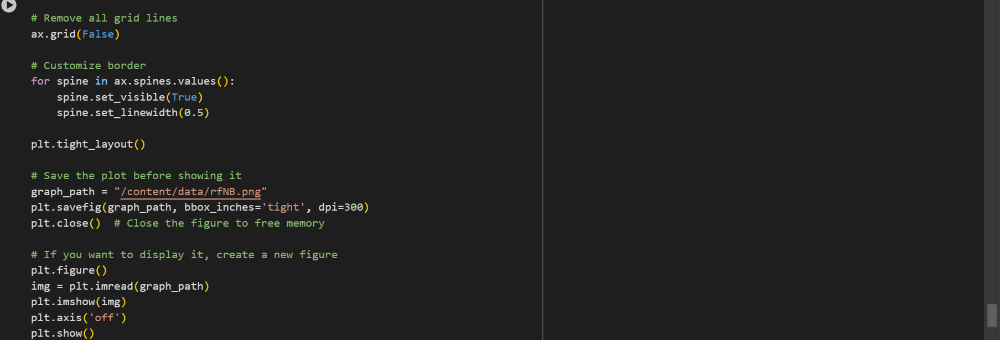 # Remove all grid lines
ax.grid(False)
# Customize border
for spine in ax.spines.values():
    spine.set_visible(True)
    spine.set_linewidth(0.5)
plt.tight_layout()
# Save the plot before showing it
graph_path = "/content/data/rfNB.png"
plt.savefig(graph_path, bbox_inches='tight', dpi=300)
plt.close()  # Close the figure to free memory
# If you want to display it, create a new figure
plt.figure()
img = plt.imread(graph_path)
plt.imshow(img)
plt.axis('off')
plt.show()